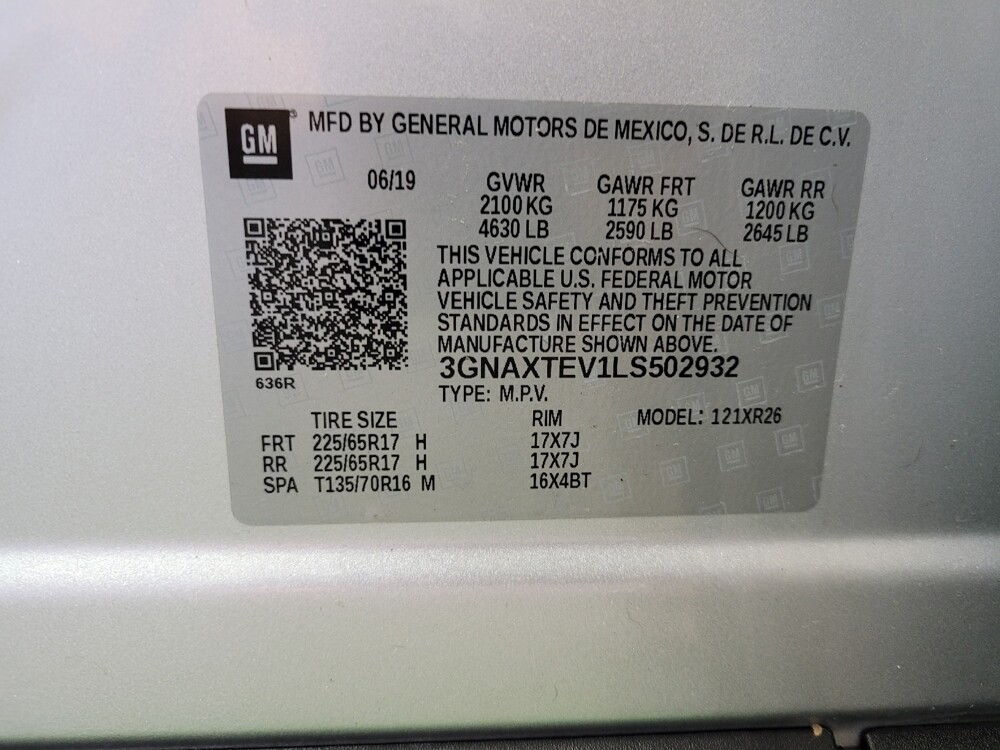 GM MFD BY GENERAL MOTORS DE MEXICO, S. DE R.L. DE C.V.
06/19 GVWR GAWR FRT GAWR RR
2100 KG 1175 KG 1200 KG
4630 LB 2590 LB 2645 LB
THIS VEHICLE CONFORMS TO ALL
APPLICABLE U.S. FEDERAL MOTOR
VEHICLE SAFETY AND THEFT PREVENTION
STANDARDS IN EFFECT ON THE DATE OF
MANUFACTURE SHOWN ABOVE.
3GNAXTEV1LS502932
636R
TYPE: M.P.V.
TIRE SIZE RIM MODEL: 121XR26
FRT 225/65R17 H 17X7J
RR 225/65R17 H 17X7J
SPA T135/70R16 M 16X4BT